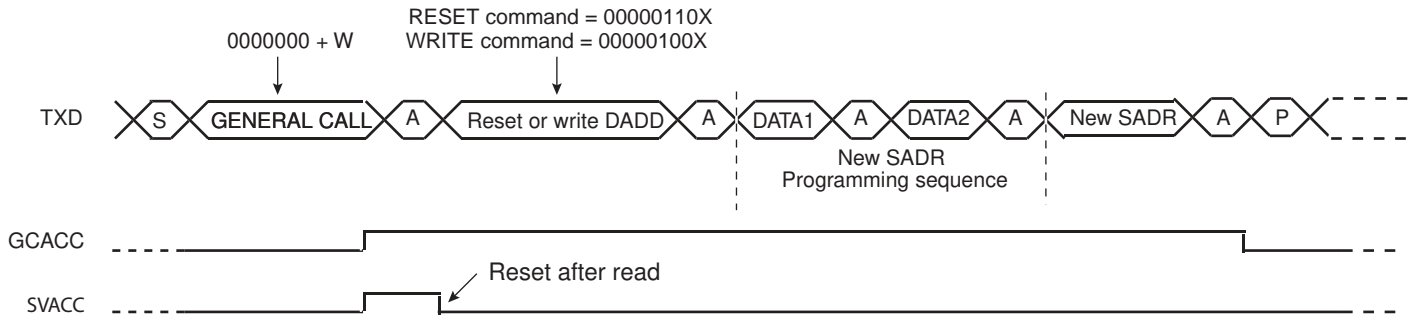 RESET command = 00000110X
0000000 + W
WRITE command = 00000100X
TXD
S
GENERAL CALL
A
Reset or write DADD
A
DATA1
A
DATA2
A
New SADR
A
P
New SADR
Programming sequence
GCACC
Reset after read
SVACC